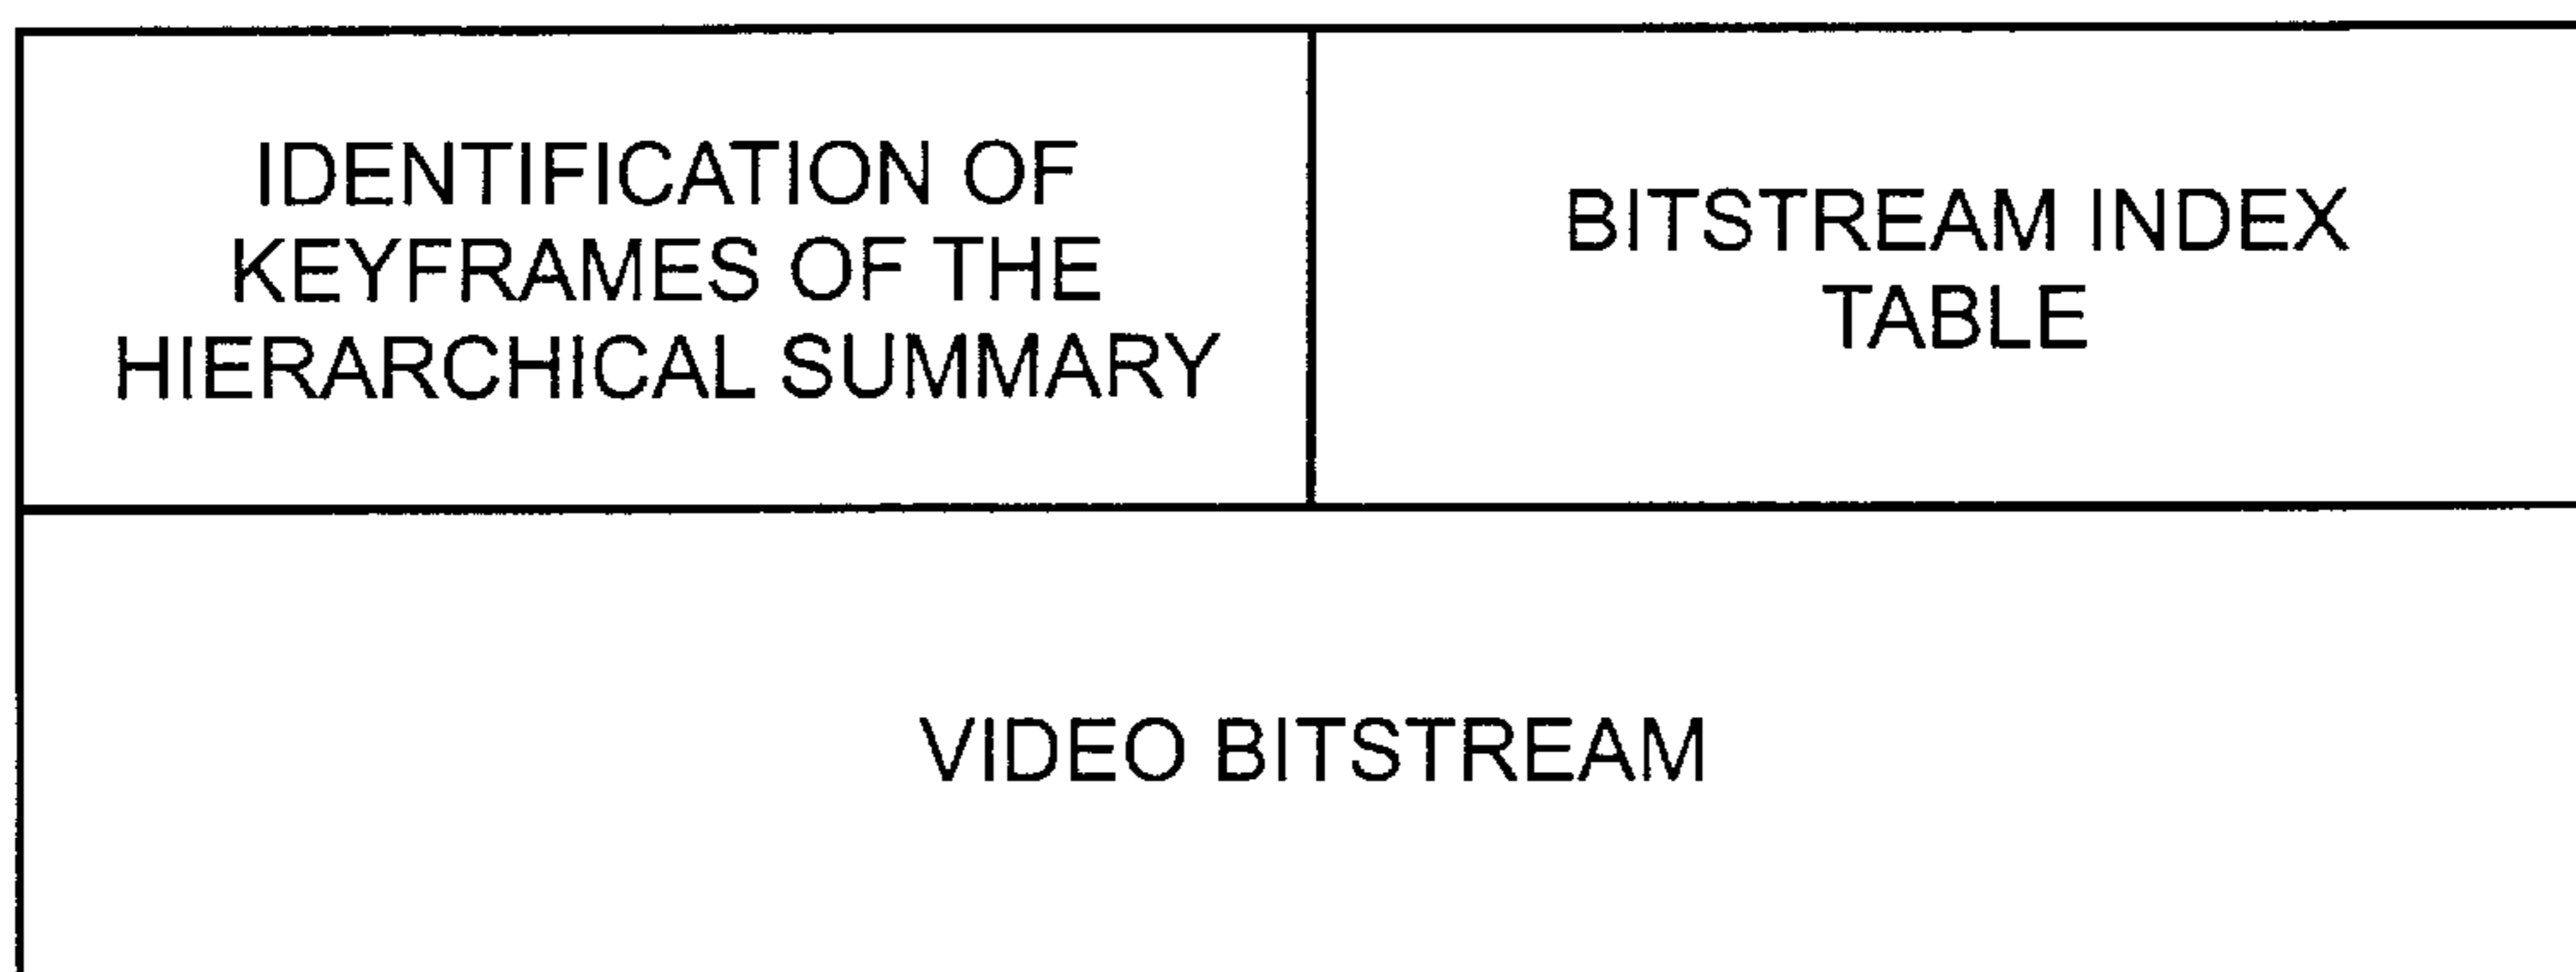 IDENTIFICATION OF
KEYFRAMES OF THE
HIERARCHICAL SUMMARY
BITSTREAM INDEX
TABLE
VIDEO BITSTREAM